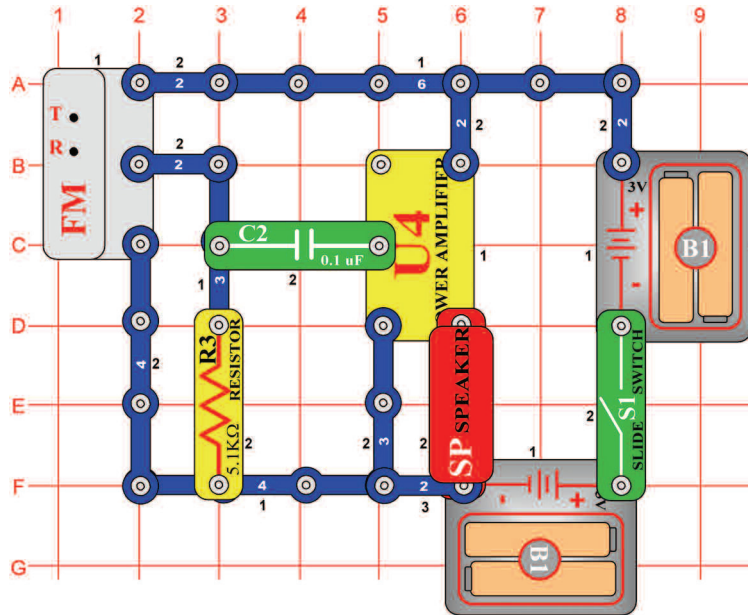 1 2 3 4 5 6 7 8 9
A
B
C
D
E
F
G
1
2
2
1
6
2
2
2
2
T
R
FM
2
2
C2
0.1 uF
2
U4
POWER AMPLIFIER
1
3V
+
-
B1
1
1
3
R3
RESISTOR
5.1KΩ
2
4
2
2
3
2
SP SPEAKER
S1
SLIDE SWITCH
2
4
1
2
3
1
-
+
B1